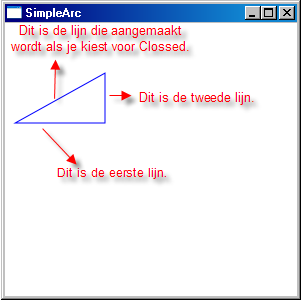 SimpleArc
Dit is de lijn die aangemaakt
wordt als je kiest voor Clossed.
Dit is de tweede lijn.
Dit is de eerste lijn.